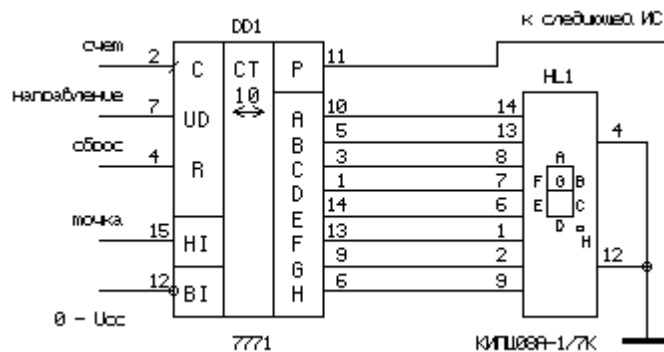 к следующей ИС
DD1
счет
2
C
CT
10
P
11
HL1
направление
7
UD
A
10
14
4
B
5
13
сброс
4
R
C
3
8
A
D
1
7
F
0
B
E
14
6
E
C
точка
15
HI
F
13
1
D
H
G
9
2
12
12
BI
H
6
9
0 - Ucc
7771
КИПЦ08А-1/7К